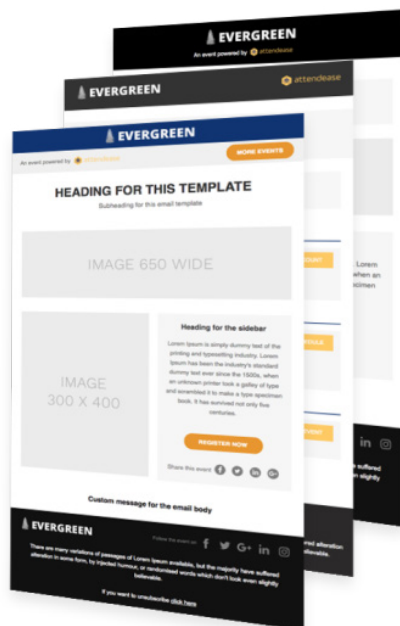 EVERGREEN
An event powered by attendease
EVERGREEN
attendease
EVERGREEN
An event powered by attendease
MORE EVENTS
HEADING FOR THIS TEMPLATE
Subheading for this email template
IMAGE 650 WIDE
IMAGE
300 X 400
Heading for the sidebar
Lorem Ipsum is simply dummy text of the
printing and typesetting industry. Lorem
Ipsum has been the industry's standard
dummy text ever since the 1500s, when
an unknown printer took a galley of type
and scrambled it to make a type specimen
book. It has survived not only five
centuries.
REGISTER NOW
Share this event
Custom message for the email body
EVERGREEN
Follow the event on
There are many variations of passages of Lorem Ipsum available, but the majority have suffered
alteration in some form, by injected humour, or randomised words which don't look even slightly
believable.
If you want to unsubscribe click here
Lorem
when an
suffered
slightly
alteration
believable.